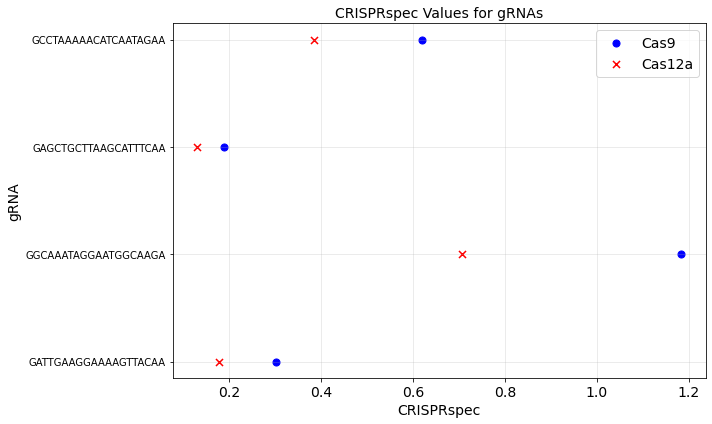 CRISPRspec Values for gRNAs
Cas9
Cas12a
gRNA
GCCTAAAAACATCAATAGAA
GAGCTGCTTAAGCATTTCAA
GGCAAATAGGAATGGCAAGA
GATTGAAGGAAAAGTTACAA
0.2 0.4 0.6 0.8 1.0 1.2
CRISPRspec